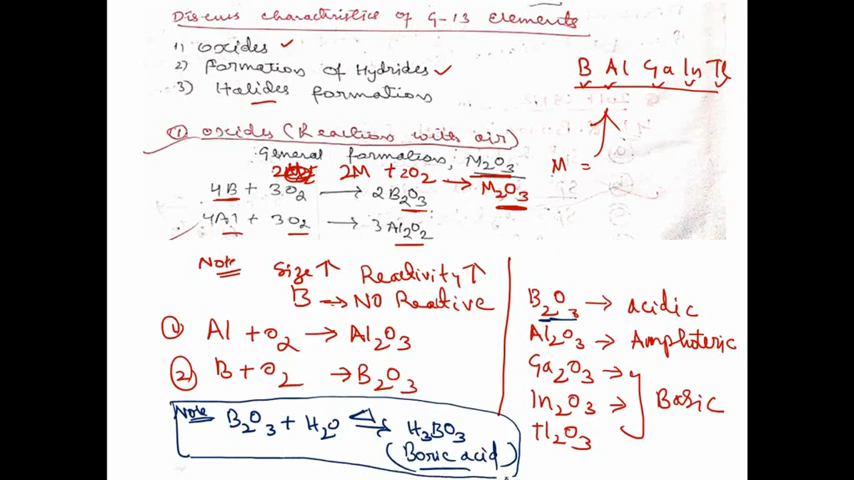 Discuss characteristics of G-13 elements
1) oxides ✓
2) Formation of Hydrides ✓
3) Halides formations
B Al Ga In Tl
① oxides (Reaction with air)
General formation, M₂O₃
M =
2M + 2O₂ → M₂O₃
4B + 3O₂ → 2B₂O₃
4Al + 3O₂ → 3Al₂O₂
Note Size ↑ Reactivity ↑
B → NO Reactive
① Al + O₂ → Al₂O₃
② B + O₂ → B₂O₃
Note B₂O₃ + H₂O ⇌ H₃BO₃
(Boric acid)
B₂O₃ → acidic
Al₂O₃ → Amphoteric
Ga₂O₃ →
In₂O₃ → Basic
Tl₂O₃